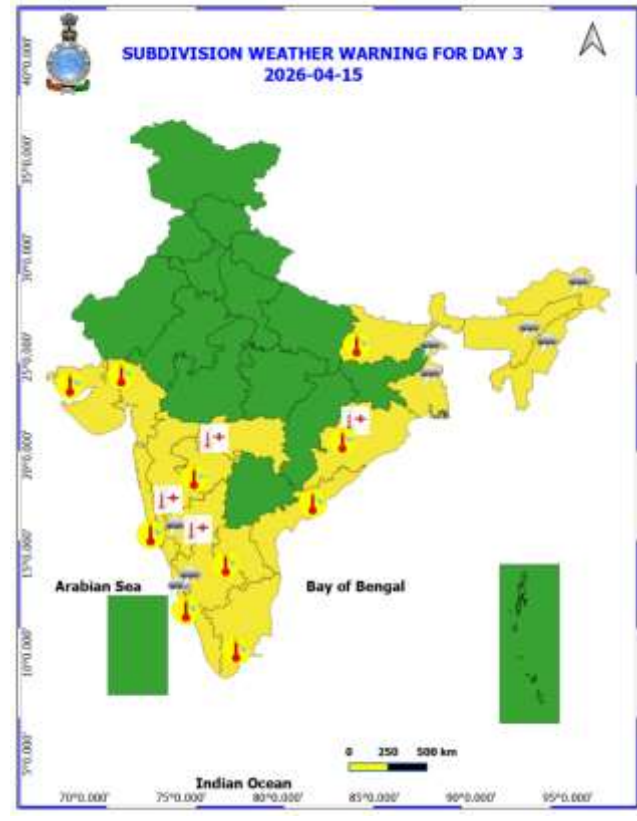 SUBDIVISION WEATHER WARNING FOR DAY 3
2026-04-15
40°0.000'
35°0.000'
30°0.000'
25°0.000'
20°0.000'
15°0.000'
10°0.000'
5°0.000'
Arabian Sea
Bay of Bengal
0 250 500 km
Indian Ocean
70°0.000' 75°0.000' 80°0.000' 85°0.000' 90°0.000' 95°0.000'